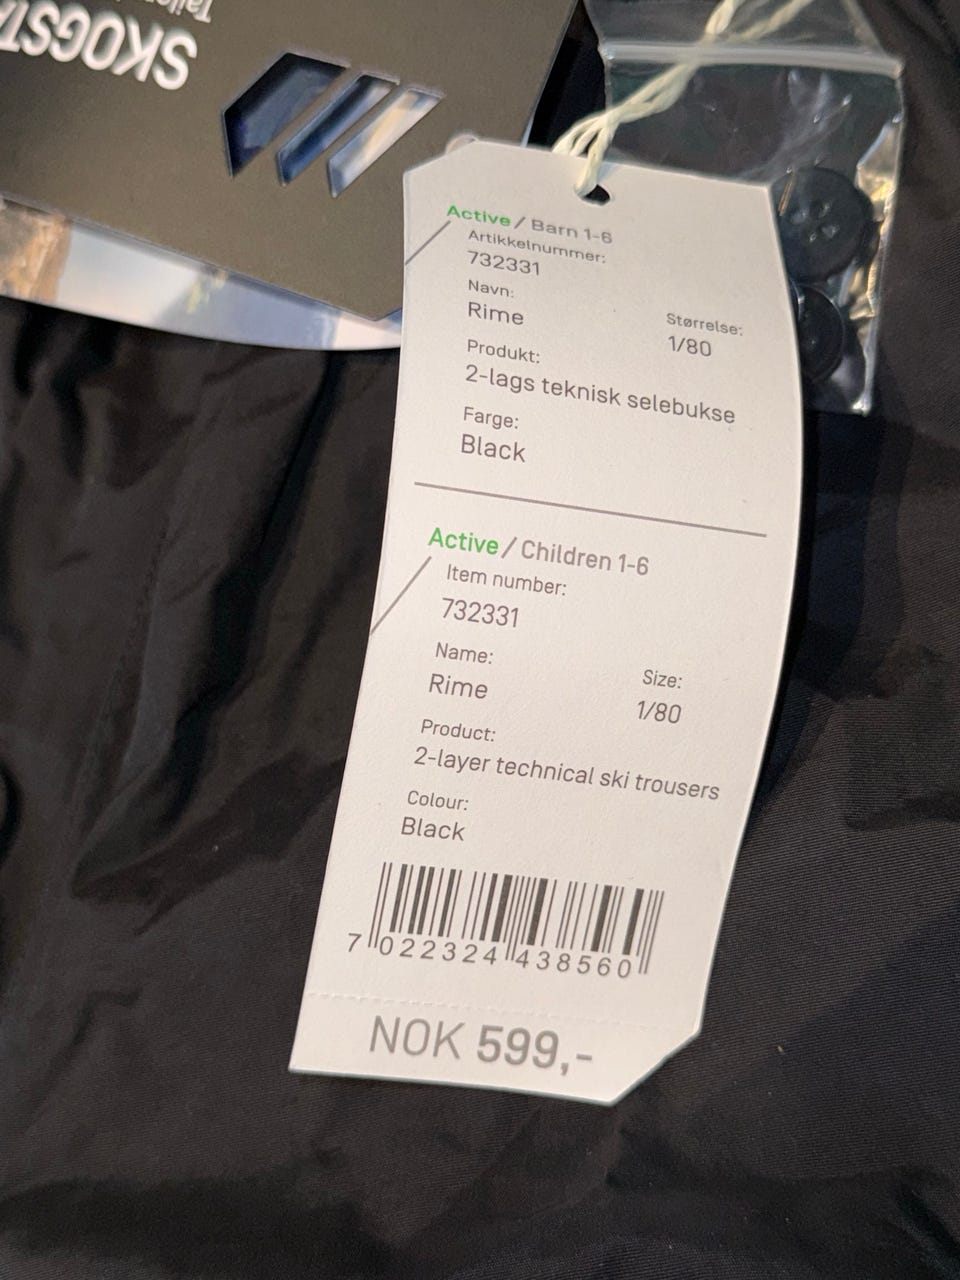 SKOGSTA
Active / Barn 1-6
Artikkelnummer:
732331
Navn:
Rime
Størrelse:
1/80
Produkt:
2-lags teknisk selebukse
Farge:
Black
Active / Children 1-6
Item number:
732331
Name:
Rime
Size:
1/80
Product:
2-layer technical ski trousers
Colour:
Black
7 022324 438560
NOK 599,-